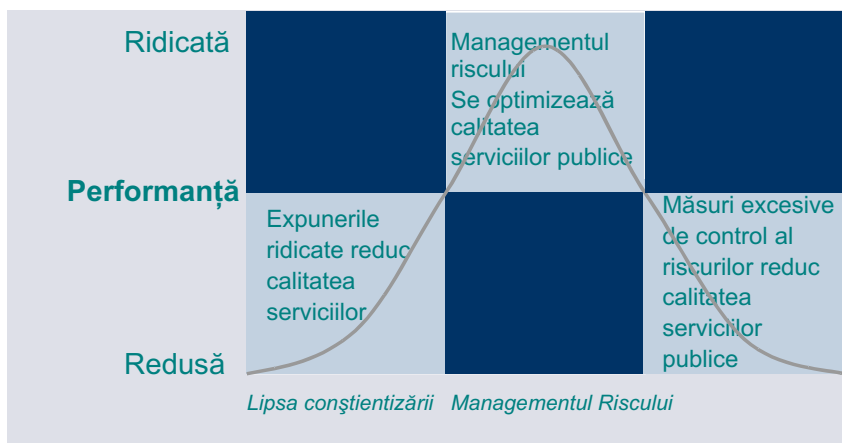 Ridicată
Managementul
riscului
Se optimizează
calitatea
serviciilor publice
Performanță
Expunerile
ridicate reduc
calitatea
serviciilor
Măsuri excesive
de control al
riscurilor reduc
calitatea
serviciilor
publice
Redusă
Lipsa conştientizării Managementul Riscului